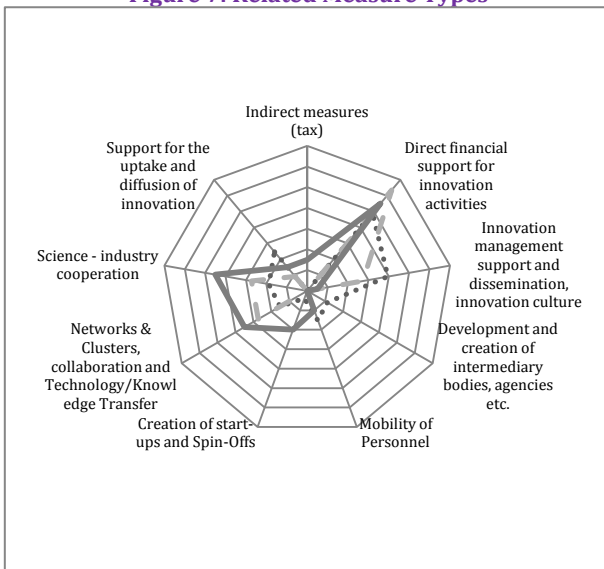 Figure 7: Related Measure Types
Indirect measures
(tax)
Direct financial
support for
innovation
activities
Innovation
management
support and
dissemination,
innovation culture
Development and
creation of
intermediary
bodies, agencies
etc.
Mobility of
Personnel
Creation of start-
ups and Spin-Offs
Networks &
Clusters,
collaboration and
Technology/Knowl
edge Transfer
Science - industry
cooperation
Support for the
uptake and
diffusion of
innovation